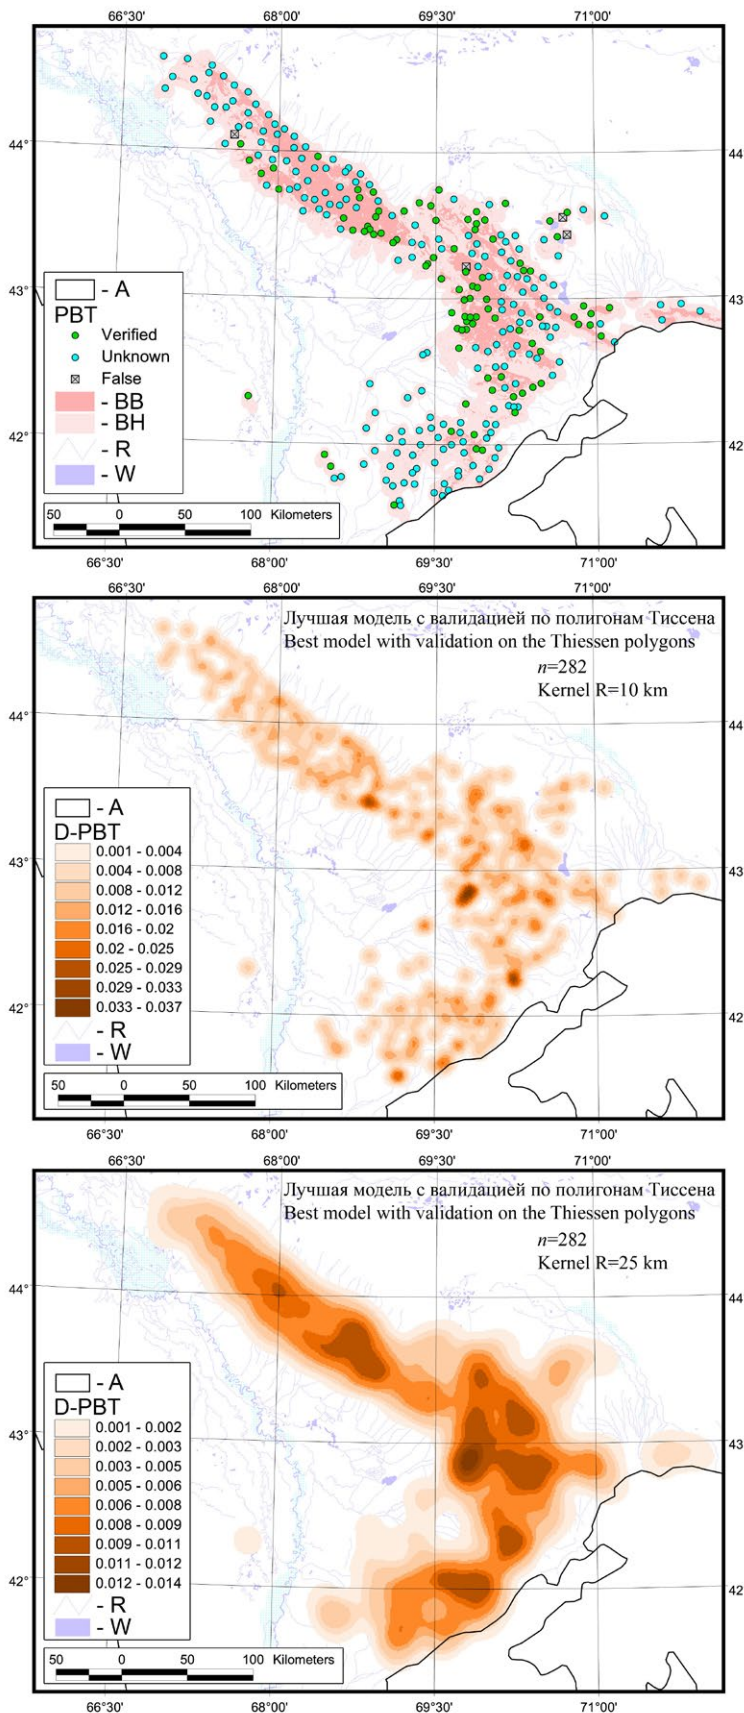 66°30' 68°00' 69°30' 71°00'
44° 44
43° 43
- A
PBT
Verified
Unknown
False
- BB
- BH
- R
- W
42° 42
50 0 50 100 Kilometers
66°30' 68°00' 69°30' 71°00'
Лучшая модель с валидацией по полигонам Тиссена
Best model with validation on the Thiessen polygons
n=282
Kernel R=10 km
44° 44
43° 43
- A
D-PBT
0.001 - 0.004
0.004 - 0.008
0.008 - 0.012
0.012 - 0.016
0.016 - 0.02
0.02 - 0.025
0.025 - 0.029
0.029 - 0.033
0.033 - 0.037
- R
- W
42° 42
50 0 50 100 Kilometers
66°30' 68°00' 69°30' 71°00'
Лучшая модель с валидацией по полигонам Тиссена
Best model with validation on the Thiessen polygons
n=282
Kernel R=25 km
44° 44
43° 43
- A
D-PBT
0.001 - 0.002
0.002 - 0.003
0.003 - 0.005
0.005 - 0.006
0.006 - 0.008
0.008 - 0.009
0.009 - 0.011
0.011 - 0.012
0.012 - 0.014
- R
- W
42° 42
50 0 50 100 Kilometers
66°30' 68°00' 69°30' 71°00'